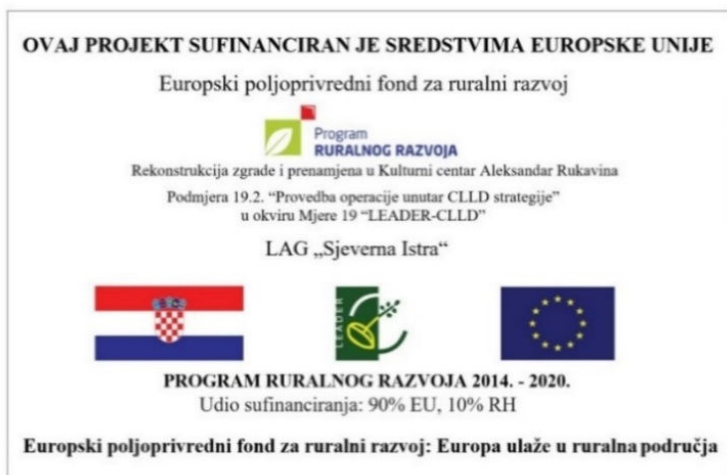 OVAJ PROJEKT SUFINANCIRAN JE SREDSTVIMA EUROPSKE UNIJE
Europski poljoprivredni fond za ruralni razvoj
Program
RURALNOG RAZVOJA
Rekonstrukcija zgrade i prenamjena u Kulturni centar Aleksandar Rukavina
Podmjera 19.2. “Provedba operacije unutar CLLD strategije”
u okviru Mjere 19 “LEADER-CLLD”
LAG „Sjeverna Istra“
LEADER
PROGRAM RURALNOG RAZVOJA 2014. - 2020.
Udio sufinanciranja: 90% EU, 10% RH
Europski poljoprivredni fond za ruralni razvoj: Europa ulaže u ruralna područja